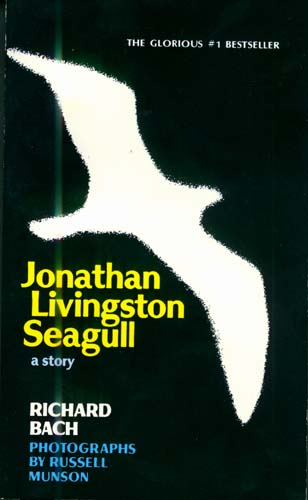 THE GLORIOUS #1 BESTSELLER
Jonathan
Livingston
Seagull
a story
RICHARD
BACH
PHOTOGRAPHS
BY RUSSELL
MUNSON